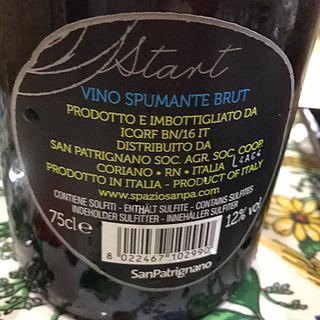 Start
VINO SPUMANTE BRUT
PRODOTTO E IMBOTTIGLIATO DA
ICQRF BN/16 IT
DISTRIBUITO DA
SAN PATRIGNANO SOC. AGR. SOC. COOP.
CORIANO • RN • ITALIA L4AG4
PRODOTTO IN ITALIA - PRODUCT OF ITALY
www.spaziosanpa.com
CONTIENE SOLFITI - ENTHÄLT SULFITE - CONTAINS SULFITES
INDEHOLDER SULFITTER - INNEHÅLLER SULFITER
75cl e 12% vol
8 022467 102990
SanPatrignano